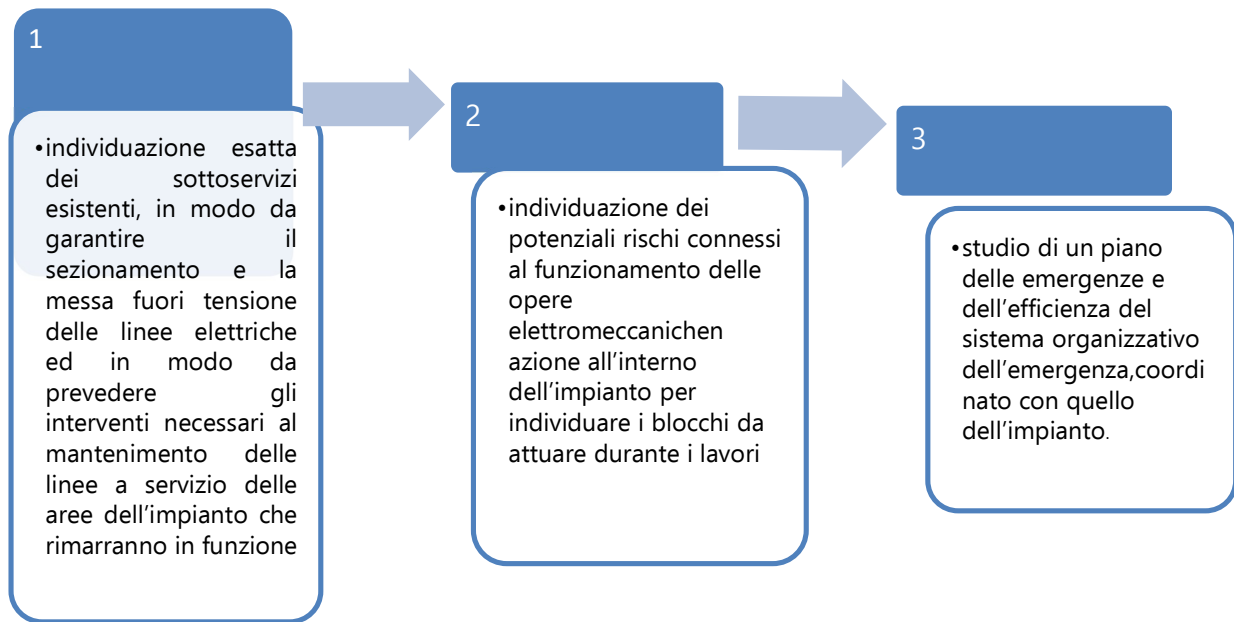 1
•individuazione esatta
dei sottoservizi
esistenti, in modo da
garantire il
sezionamento e la
messa fuori tensione
delle linee elettriche
ed in modo da
prevedere gli
interventi necessari al
mantenimento delle
linee a servizio delle
aree dell’impianto che
rimarranno in funzione
2
•individuazione dei
potenziali rischi connessi
al funzionamento delle
opere
elettromeccanichen
azione all’interno
dell’impianto per
individuare i blocchi da
attuare durante i lavori
3
•studio di un piano
delle emergenze e
dell’efficienza del
sistema organizzativo
dell’emergenza,coordi
nato con quello
dell’impianto.